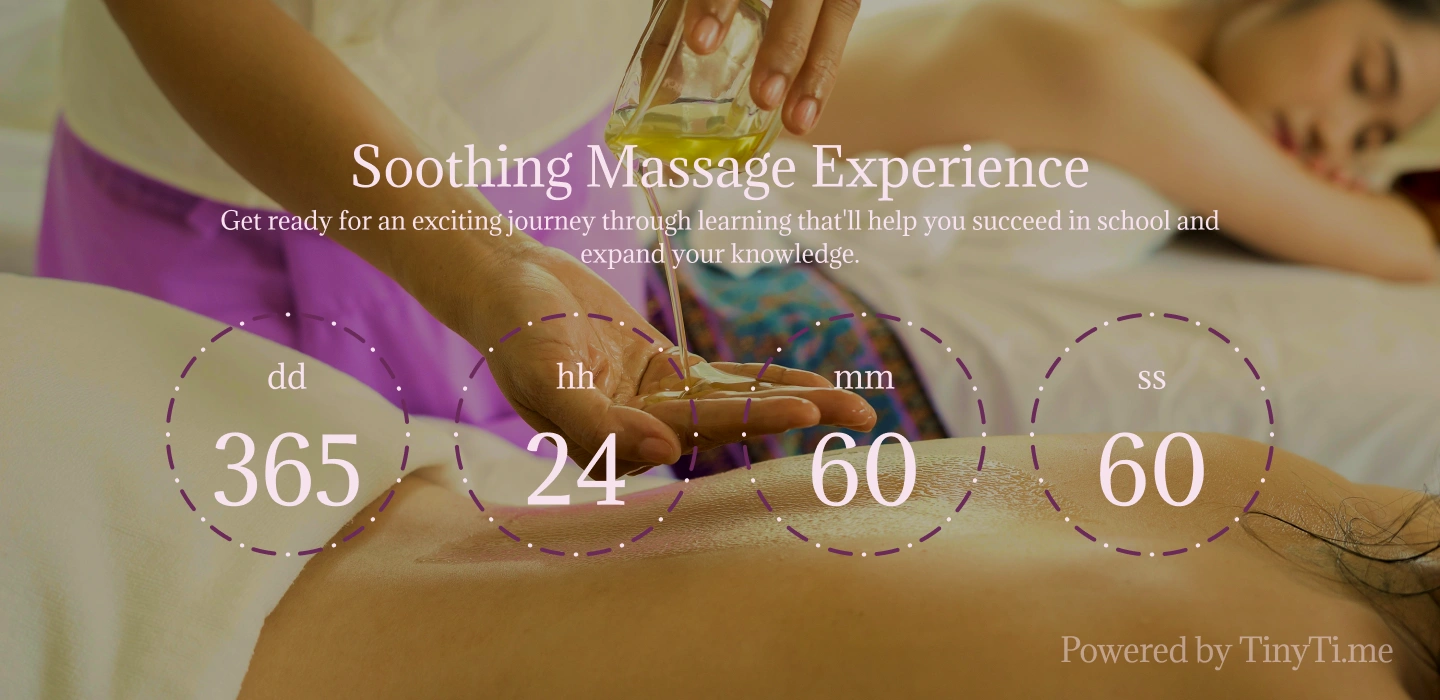 Soothing Massage Experience
Get ready for an exciting journey through learning that'll help you succeed in school and
expand your knowledge.
dd hh mm ss
365 24 60 60
Powered by TinyTi.me